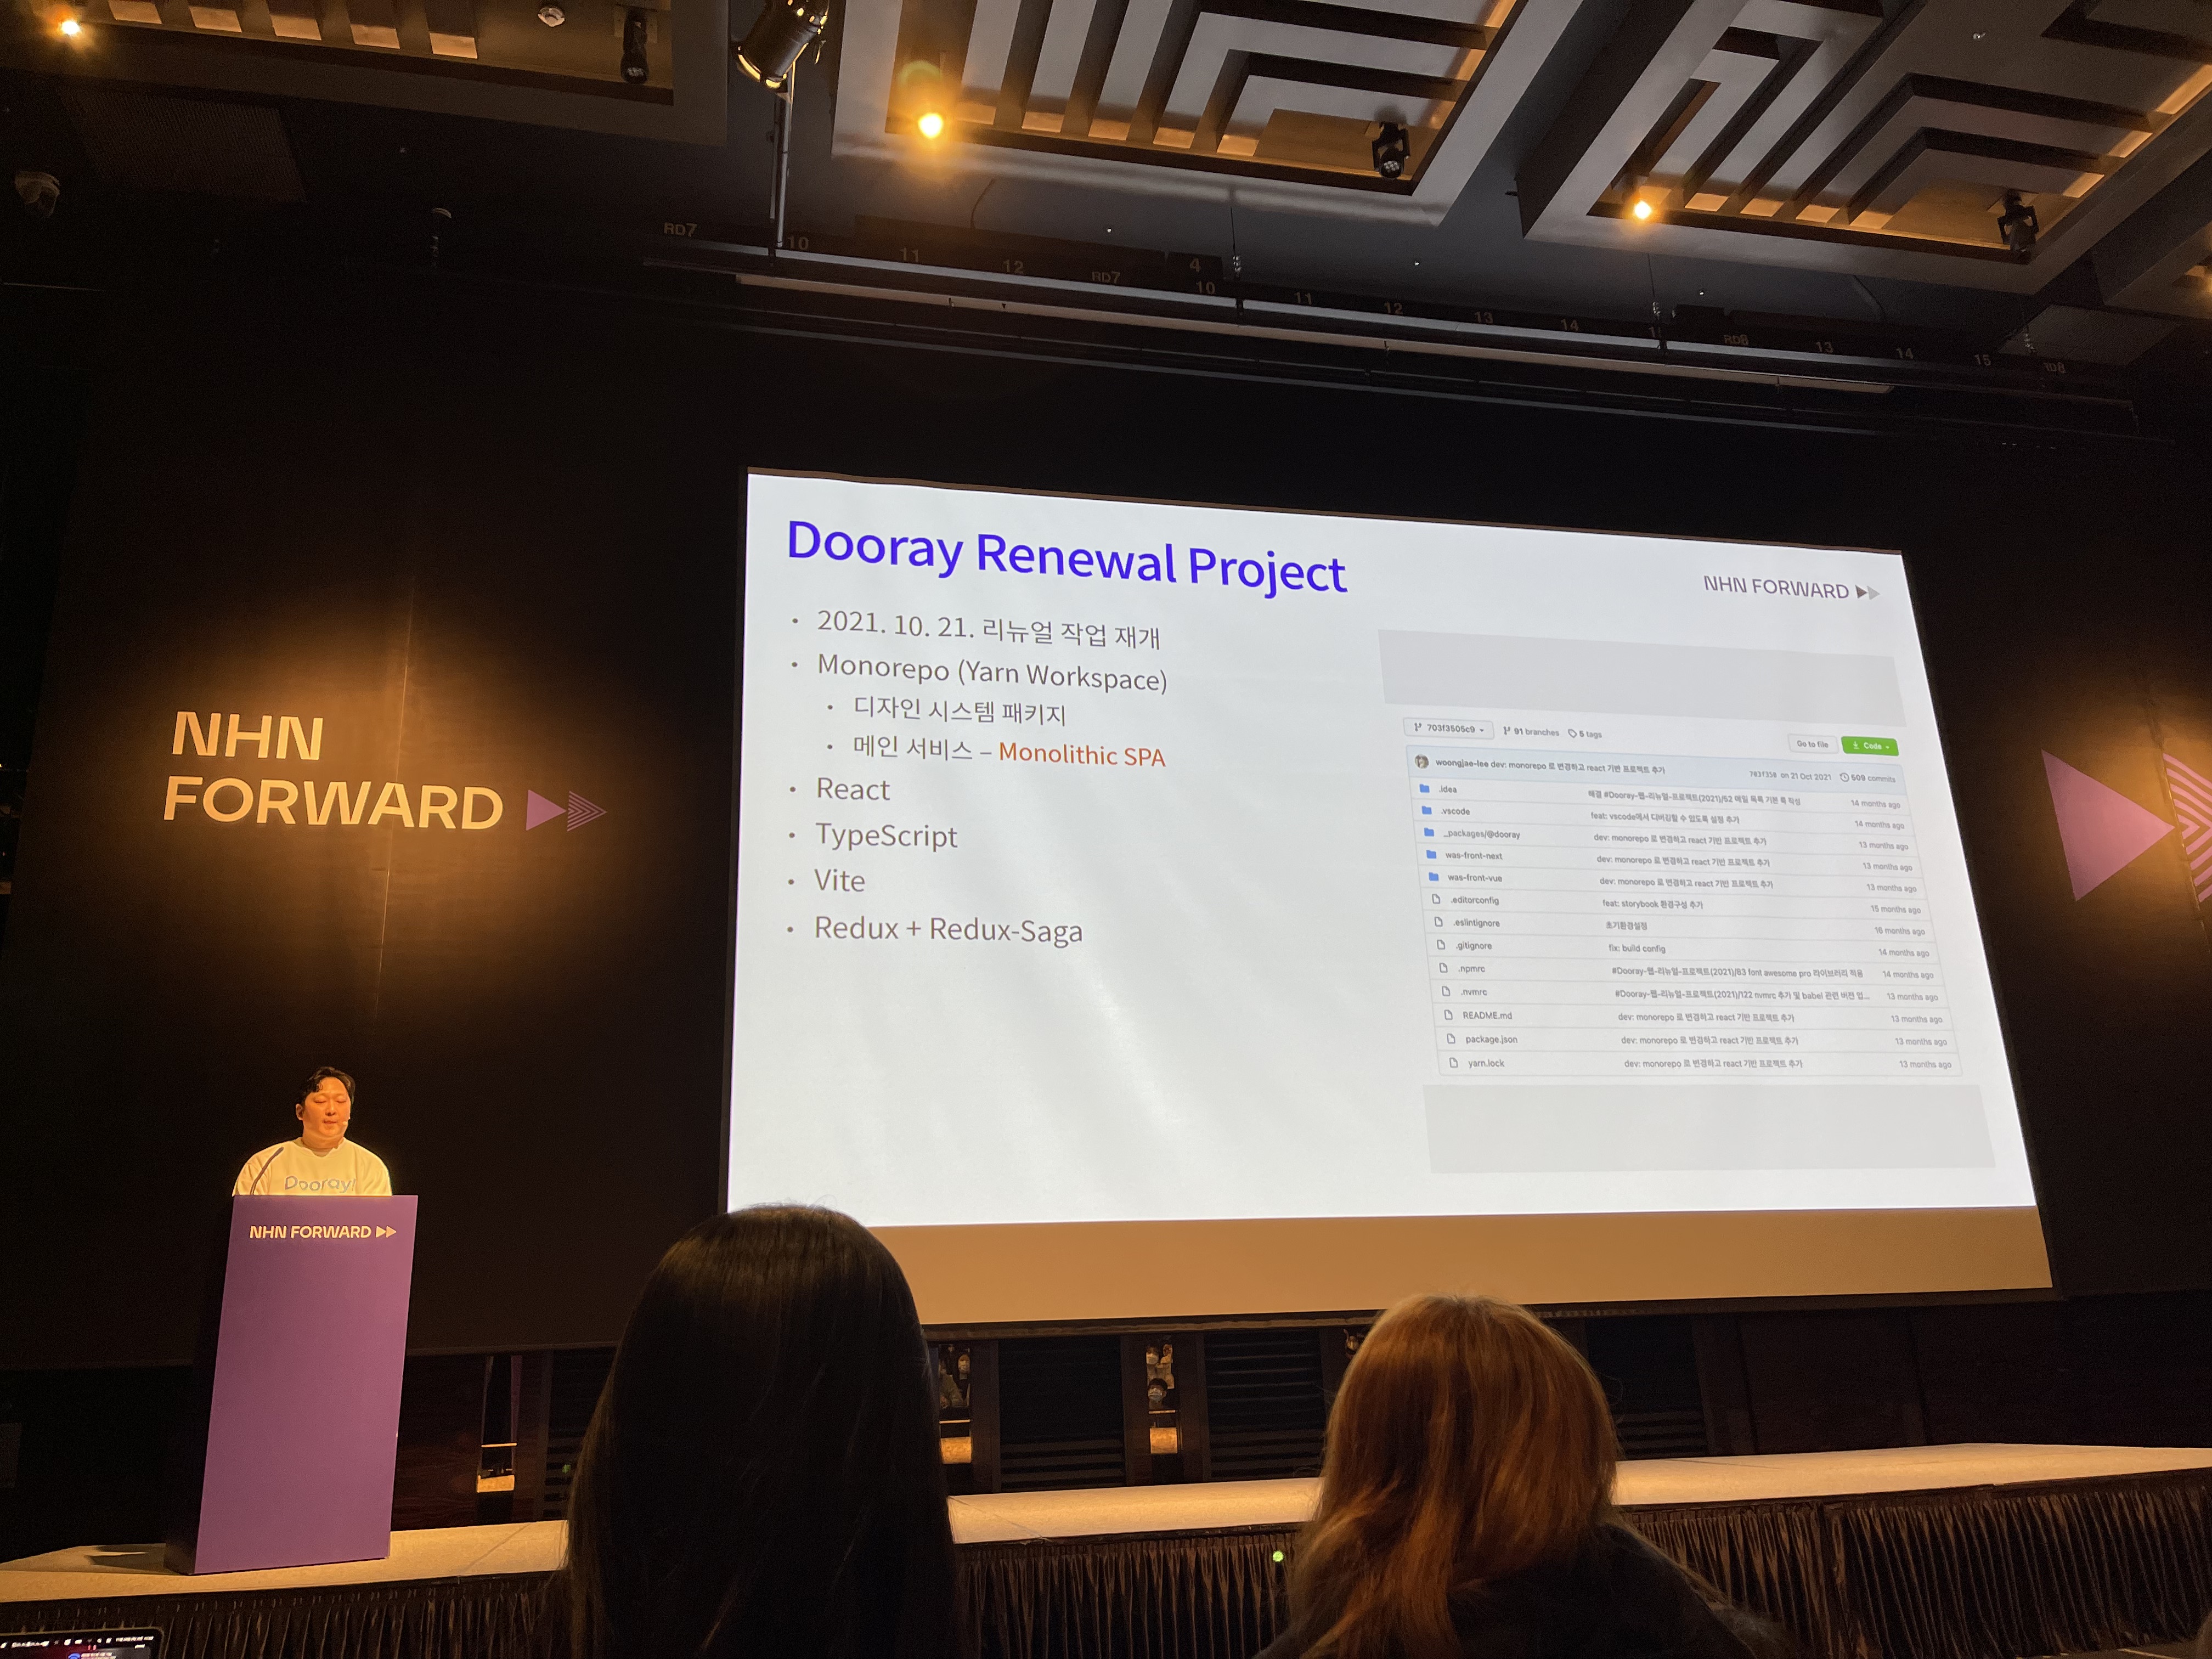 RD7
10
11
12
RD7
4
10
11
12
13
14
RD8
13
14
15
RD8
Dooray Renewal Project
NHN FORWARD
• 2021. 10. 21. 리뉴얼 작업 재개
• Monorepo (Yarn Workspace)
• 디자인 시스템 패키지
• 메인 서비스 – Monolithic SPA
• React
• TypeScript
• Vite
• Redux + Redux-Saga
703f3505c9
91 branches
5 tags
Go to file
Code
woongjae-lee dev: monorepo 로 변경하고 react 기반 프로젝트 추가
on 21 Oct 2021
509 commits
.idea
14 months ago
.vscode feat: vscode에서 디버깅할 수 있도록 설정 추가 14 months ago
_packages/@dooray dev: monorepo 로 변경하고 react 기반 프로젝트 추가 13 months ago
was-front-next dev: monorepo 로 변경하고 react 기반 프로젝트 추가 13 months ago
was-front-vue dev: monorepo 로 변경하고 react 기반 프로젝트 추가 13 months ago
.editorconfig feat: storybook 환경구성 추가 15 months ago
.eslintignore 초기환경설정 16 months ago
.gitignore fix: build config 14 months ago
.npmrc #Dooray-웹-리뉴얼-프로젝트(2021)/83 font awesome pro 라이브러리 적용 14 months ago
.nvmrc #Dooray-웹-리뉴얼-프로젝트(2021)/122 nvmrc 추가 및 babel 관련 버전 업... 13 months ago
README.md dev: monorepo 로 변경하고 react 기반 프로젝트 추가 13 months ago
package.json dev: monorepo 로 변경하고 react 기반 프로젝트 추가 13 months ago
yarn.lock dev: monorepo 로 변경하고 react 기반 프로젝트 추가 13 months ago
NHN
FORWARD
Dooray!
NHN FORWARD